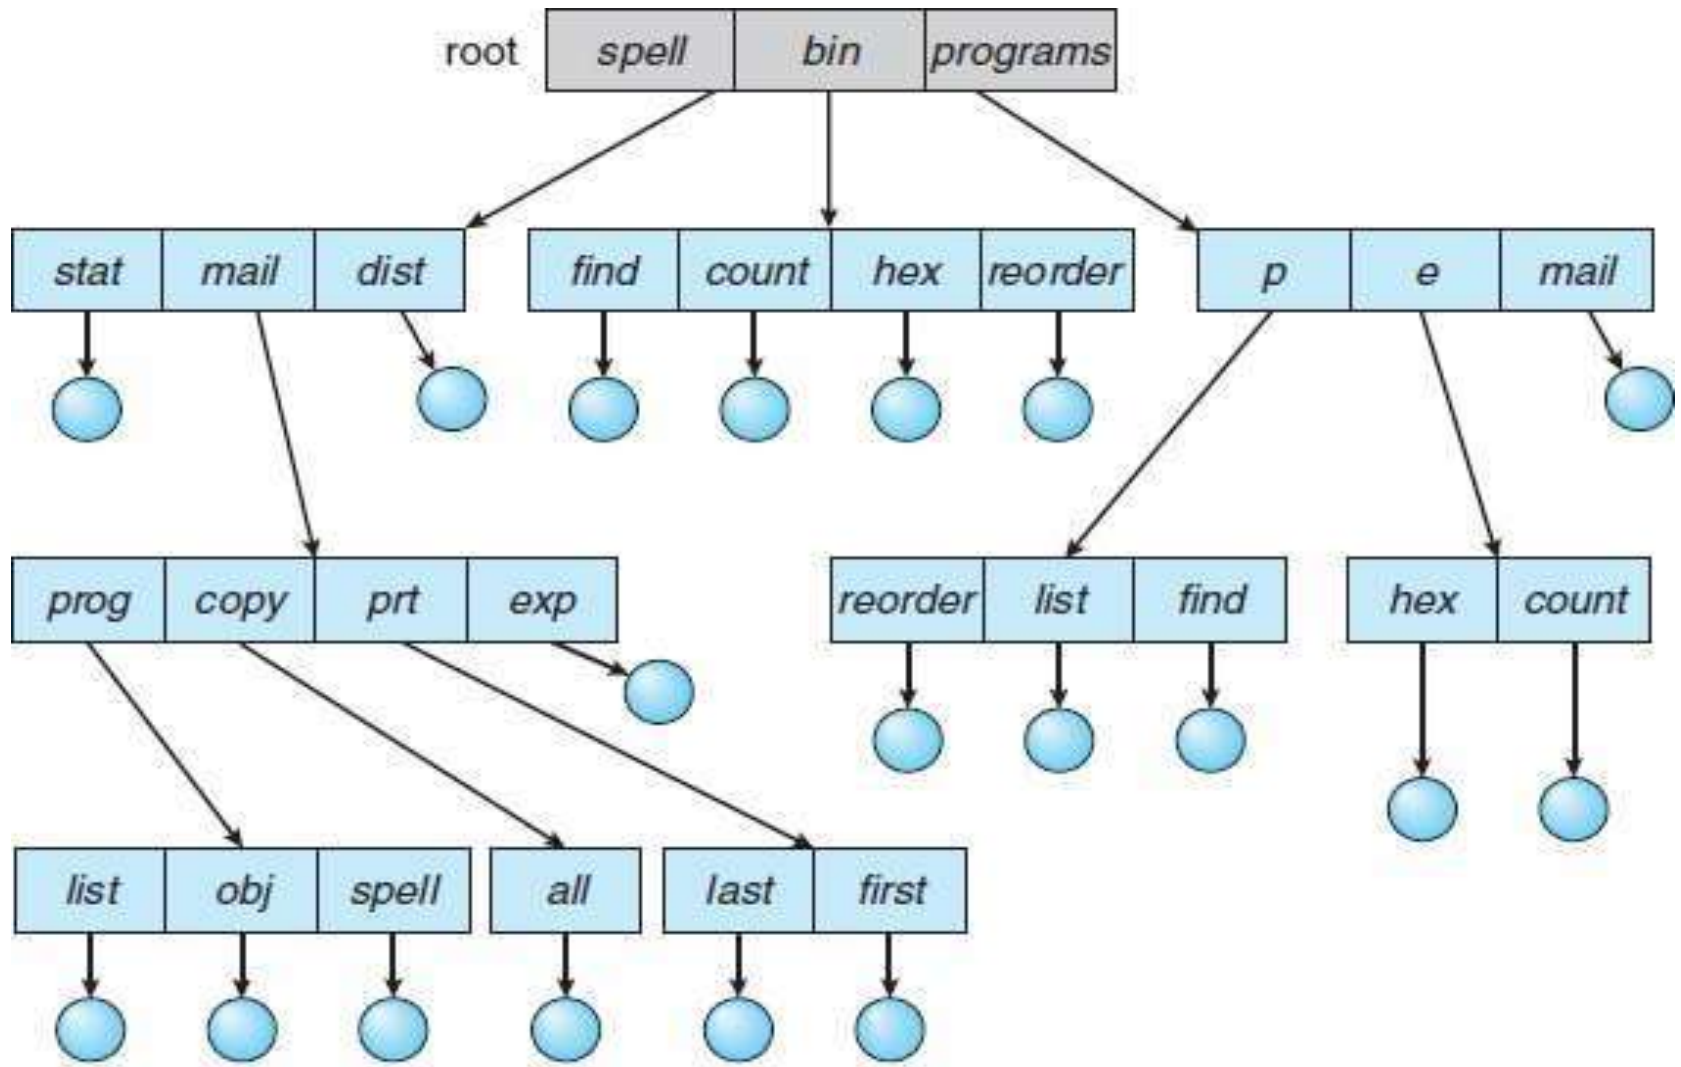 root spell bin programs
stat mail dist find count hex reorder p e mail
prog copy prt exp reorder list find hex count
list obj spell all last first